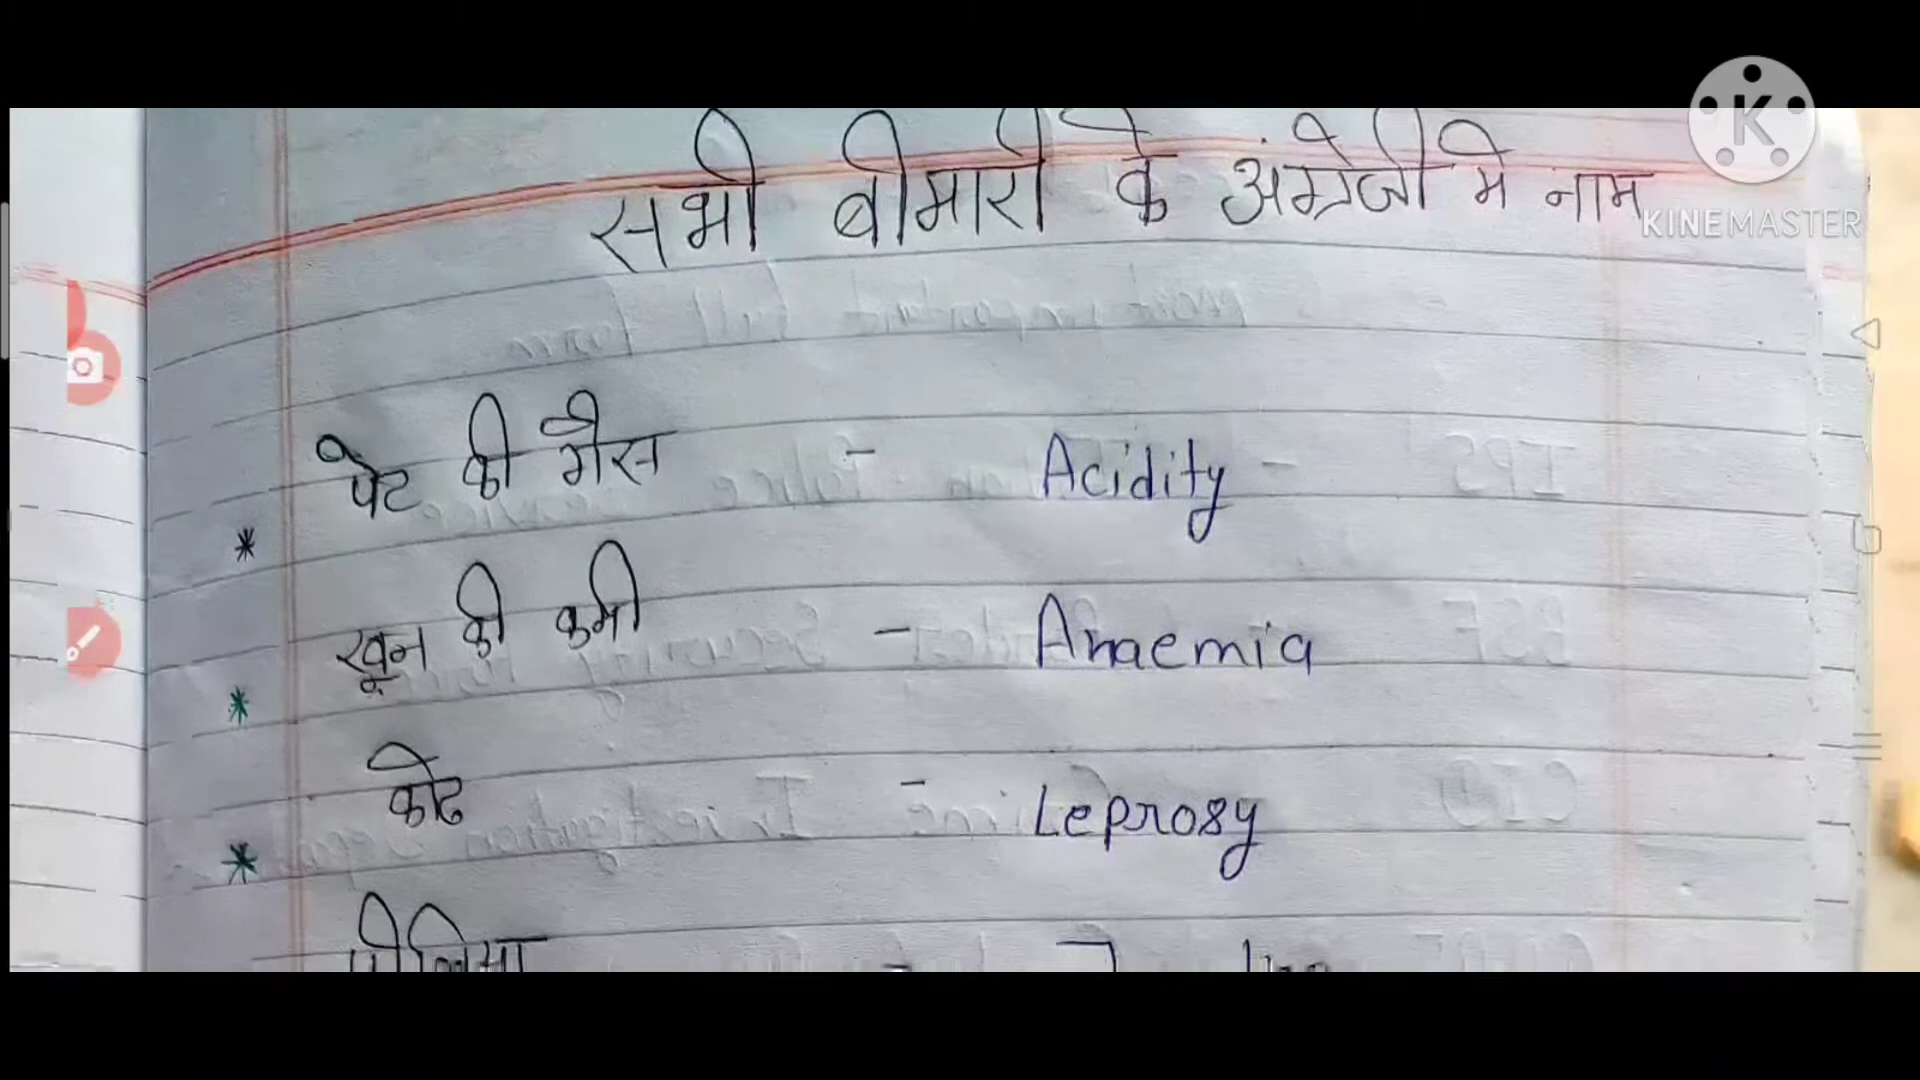 सभी बीमारी के अंग्रेजी मे नाम
KINEMASTER
पेट की गैस - Acidity
* खून की कमी - Anaemia
* कोढ - Leprosy
* पीलिया -